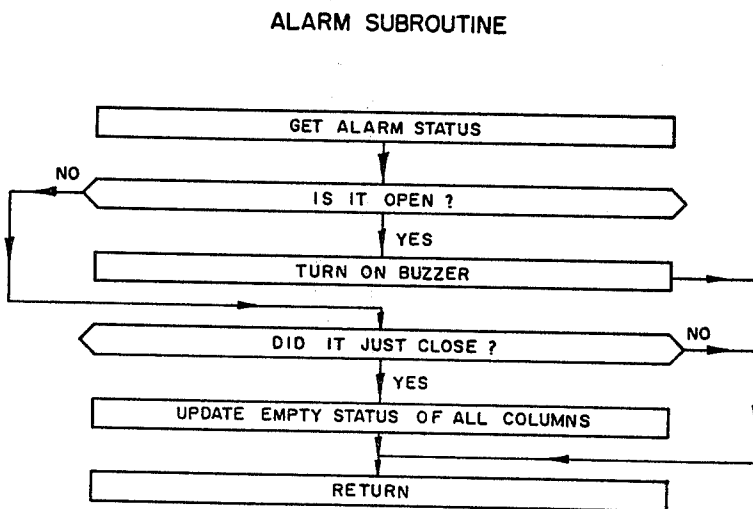 ALARM SUBROUTINE
GET ALARM STATUS
NO
IS IT OPEN ?
YES
TURN ON BUZZER
DID IT JUST CLOSE ?
NO
YES
UPDATE EMPTY STATUS OF ALL COLUMNS
RETURN